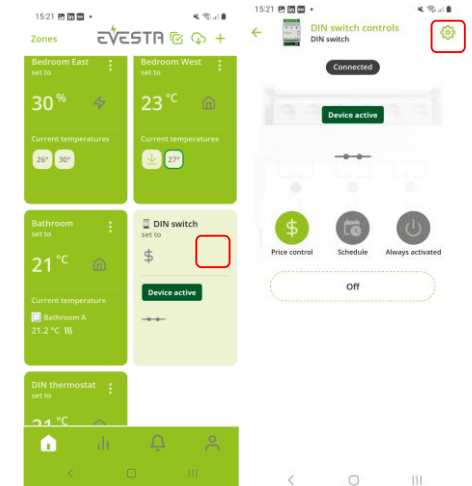 15:21
Zones EVESTA
Bedroom East
set to
30 %
Current temperatures
26° 30°
Bedroom West
set to
23 °C
Current temperatures
27°
Bathroom
set to
21 °C
Current temperature
Bathroom A
21.2 °C
DIN switch
set to
$
Device active
DIN thermostat
set to
21 °C
15:21
DIN switch controls
DIN switch
Connected
Device active
$
Price control
Schedule
Always activated
Off